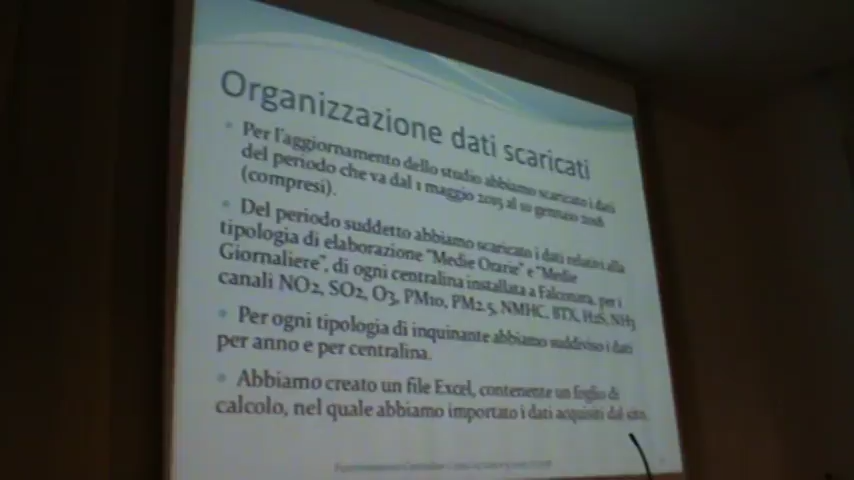 Organizzazione dati scaricati
• Per l'aggiornamento dello studio abbiamo scaricato i dati
del periodo che va dal 1 maggio 2015 al 10 gennaio 2018
(compresi).
• Del periodo suddetto abbiamo scaricato i dati relativi alla
tipologia di elaborazione "Medie Orarie" e "Medie
Giornaliere", di ogni centralina installata a Falconara, per i
canali NO2, SO2, O3, PM10, PM2.5, NMHC, BTX, H2S, NH3
• Per ogni tipologia di inquinante abbiamo suddiviso i dati
per anno e per centralina.
• Abbiamo creato un file Excel, contenente un foglio di
calcolo, nel quale abbiamo importato i dati acquisiti dal sito.